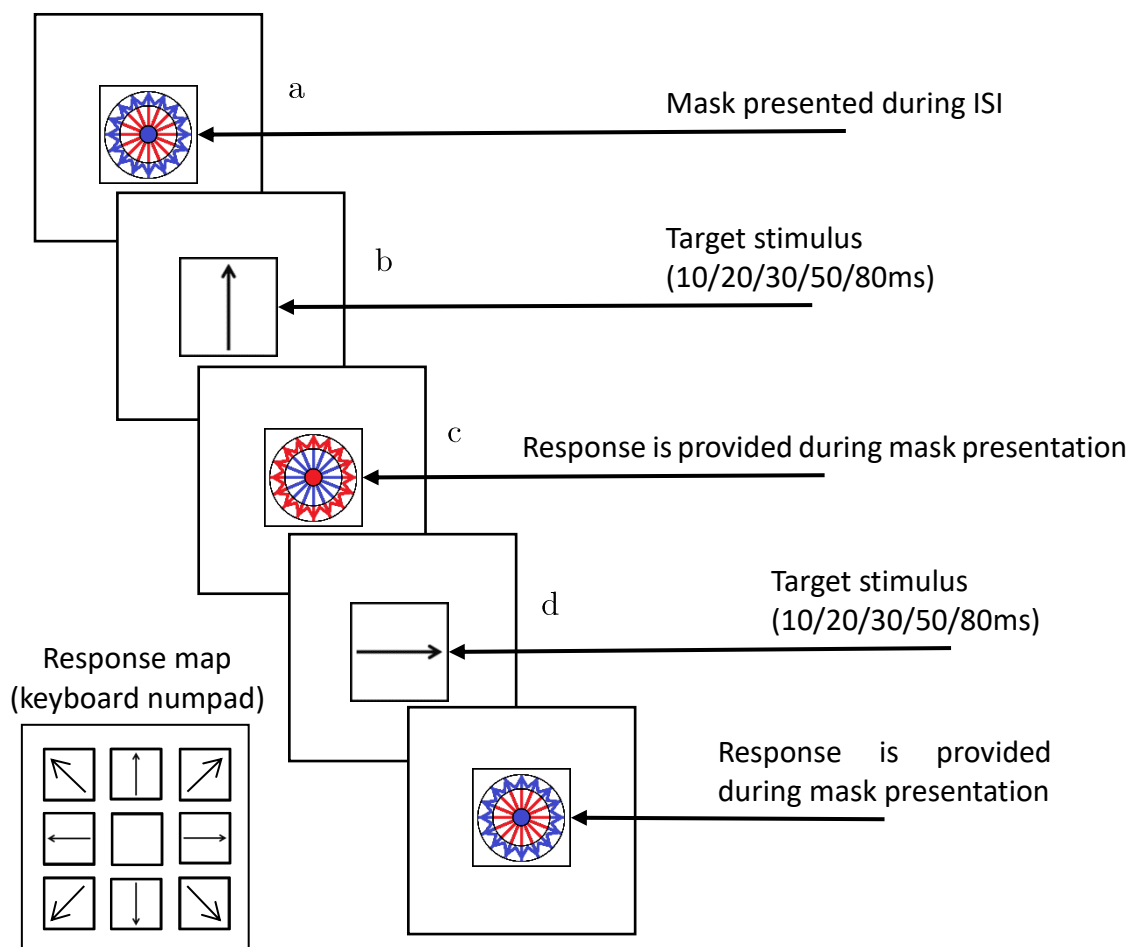 a
Mask presented during ISI
b
Target stimulus
(10/20/30/50/80ms)
c
Response is provided during mask presentation
d
Target stimulus
(10/20/30/50/80ms)
Response map
(keyboard numpad)
Response is provided
during mask presentation